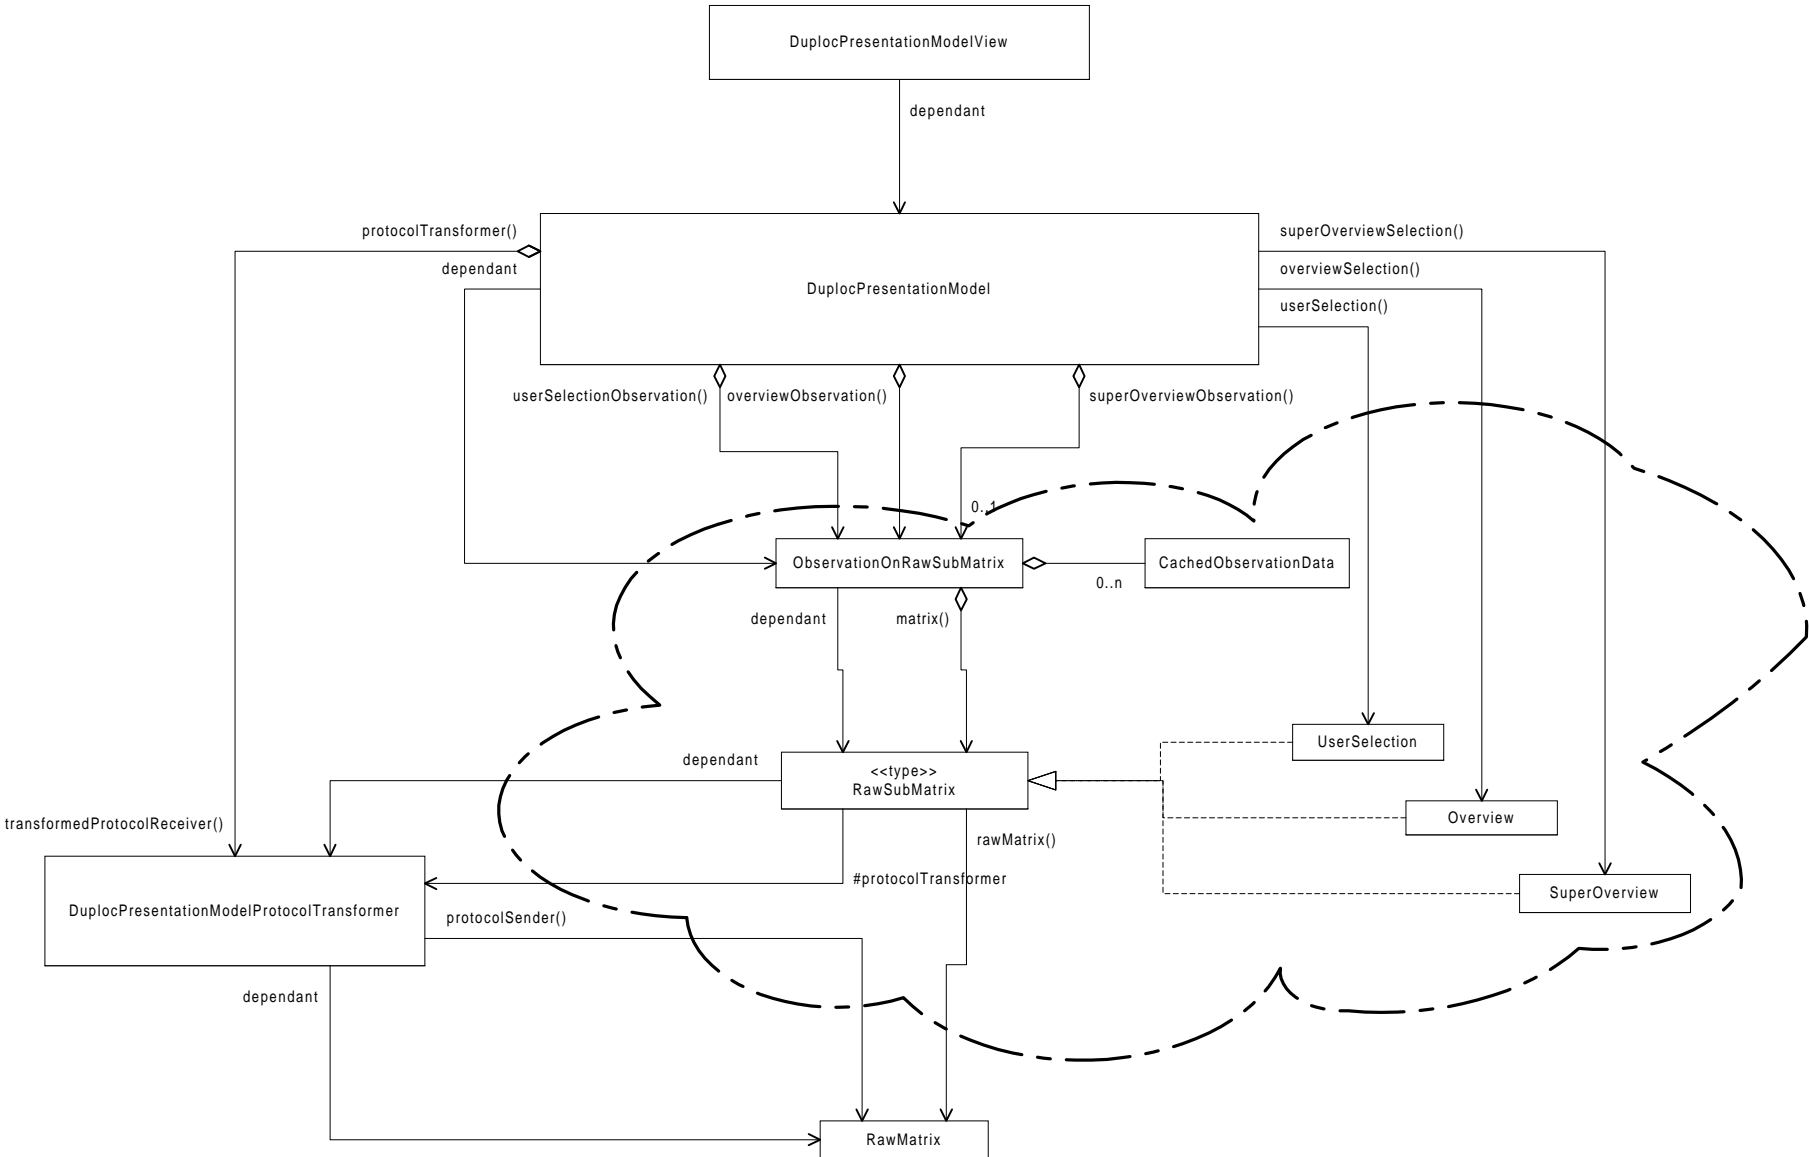 DuplocPresentationModelView
dependant
protocolTransformer()
superOverviewSelection()
dependant
overviewSelection()
DuplocPresentationModel
userSelection()
userSelectionObservation()
overviewObservation()
superOverviewObservation()
0..1
ObservationOnRawSubMatrix
CachedObservationData
0..n
dependant
matrix()
UserSelection
dependant
<<type>>
RawSubMatrix
Overview
transformedProtocolReceiver()
rawMatrix()
#protocolTransformer
SuperOverview
DuplocPresentationModelProtocolTransformer
protocolSender()
dependant
RawMatrix